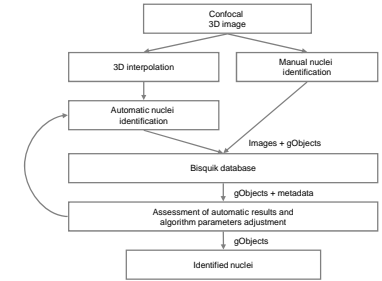 Confocal
3D image
3D interpolation
Manual nuclei
identification
Automatic nuclei
identification
Images + gObjects
Bisquik database
gObjects + metadata
Assessment of automatic results and
algorithm parameters adjustment
gObjects
Identified nuclei